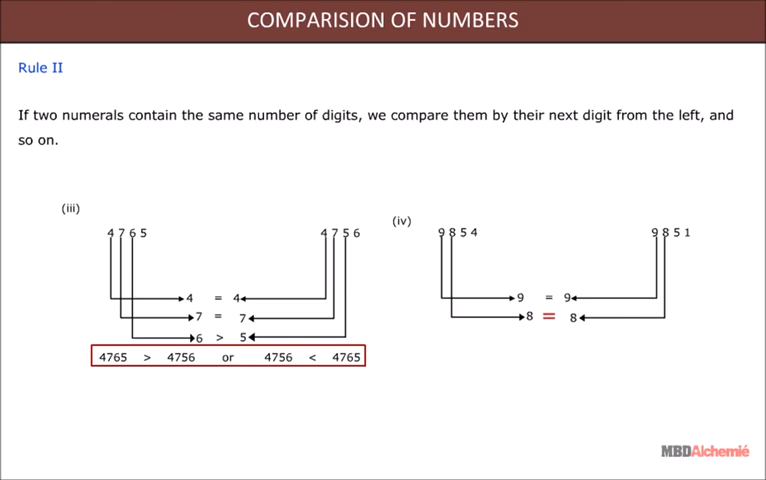 COMPARISION OF NUMBERS
Rule II
If two numerals contain the same number of digits, we compare them by their next digit from the left, and
so on.
(iii)
4 7 6 5 4 7 5 6
4 = 4
7 = 7
6 > 5
4765 > 4756 or 4756 < 4765
(iv)
9 8 5 4 9 8 5 1
9 = 9
8 = 8
MBDAlchemié